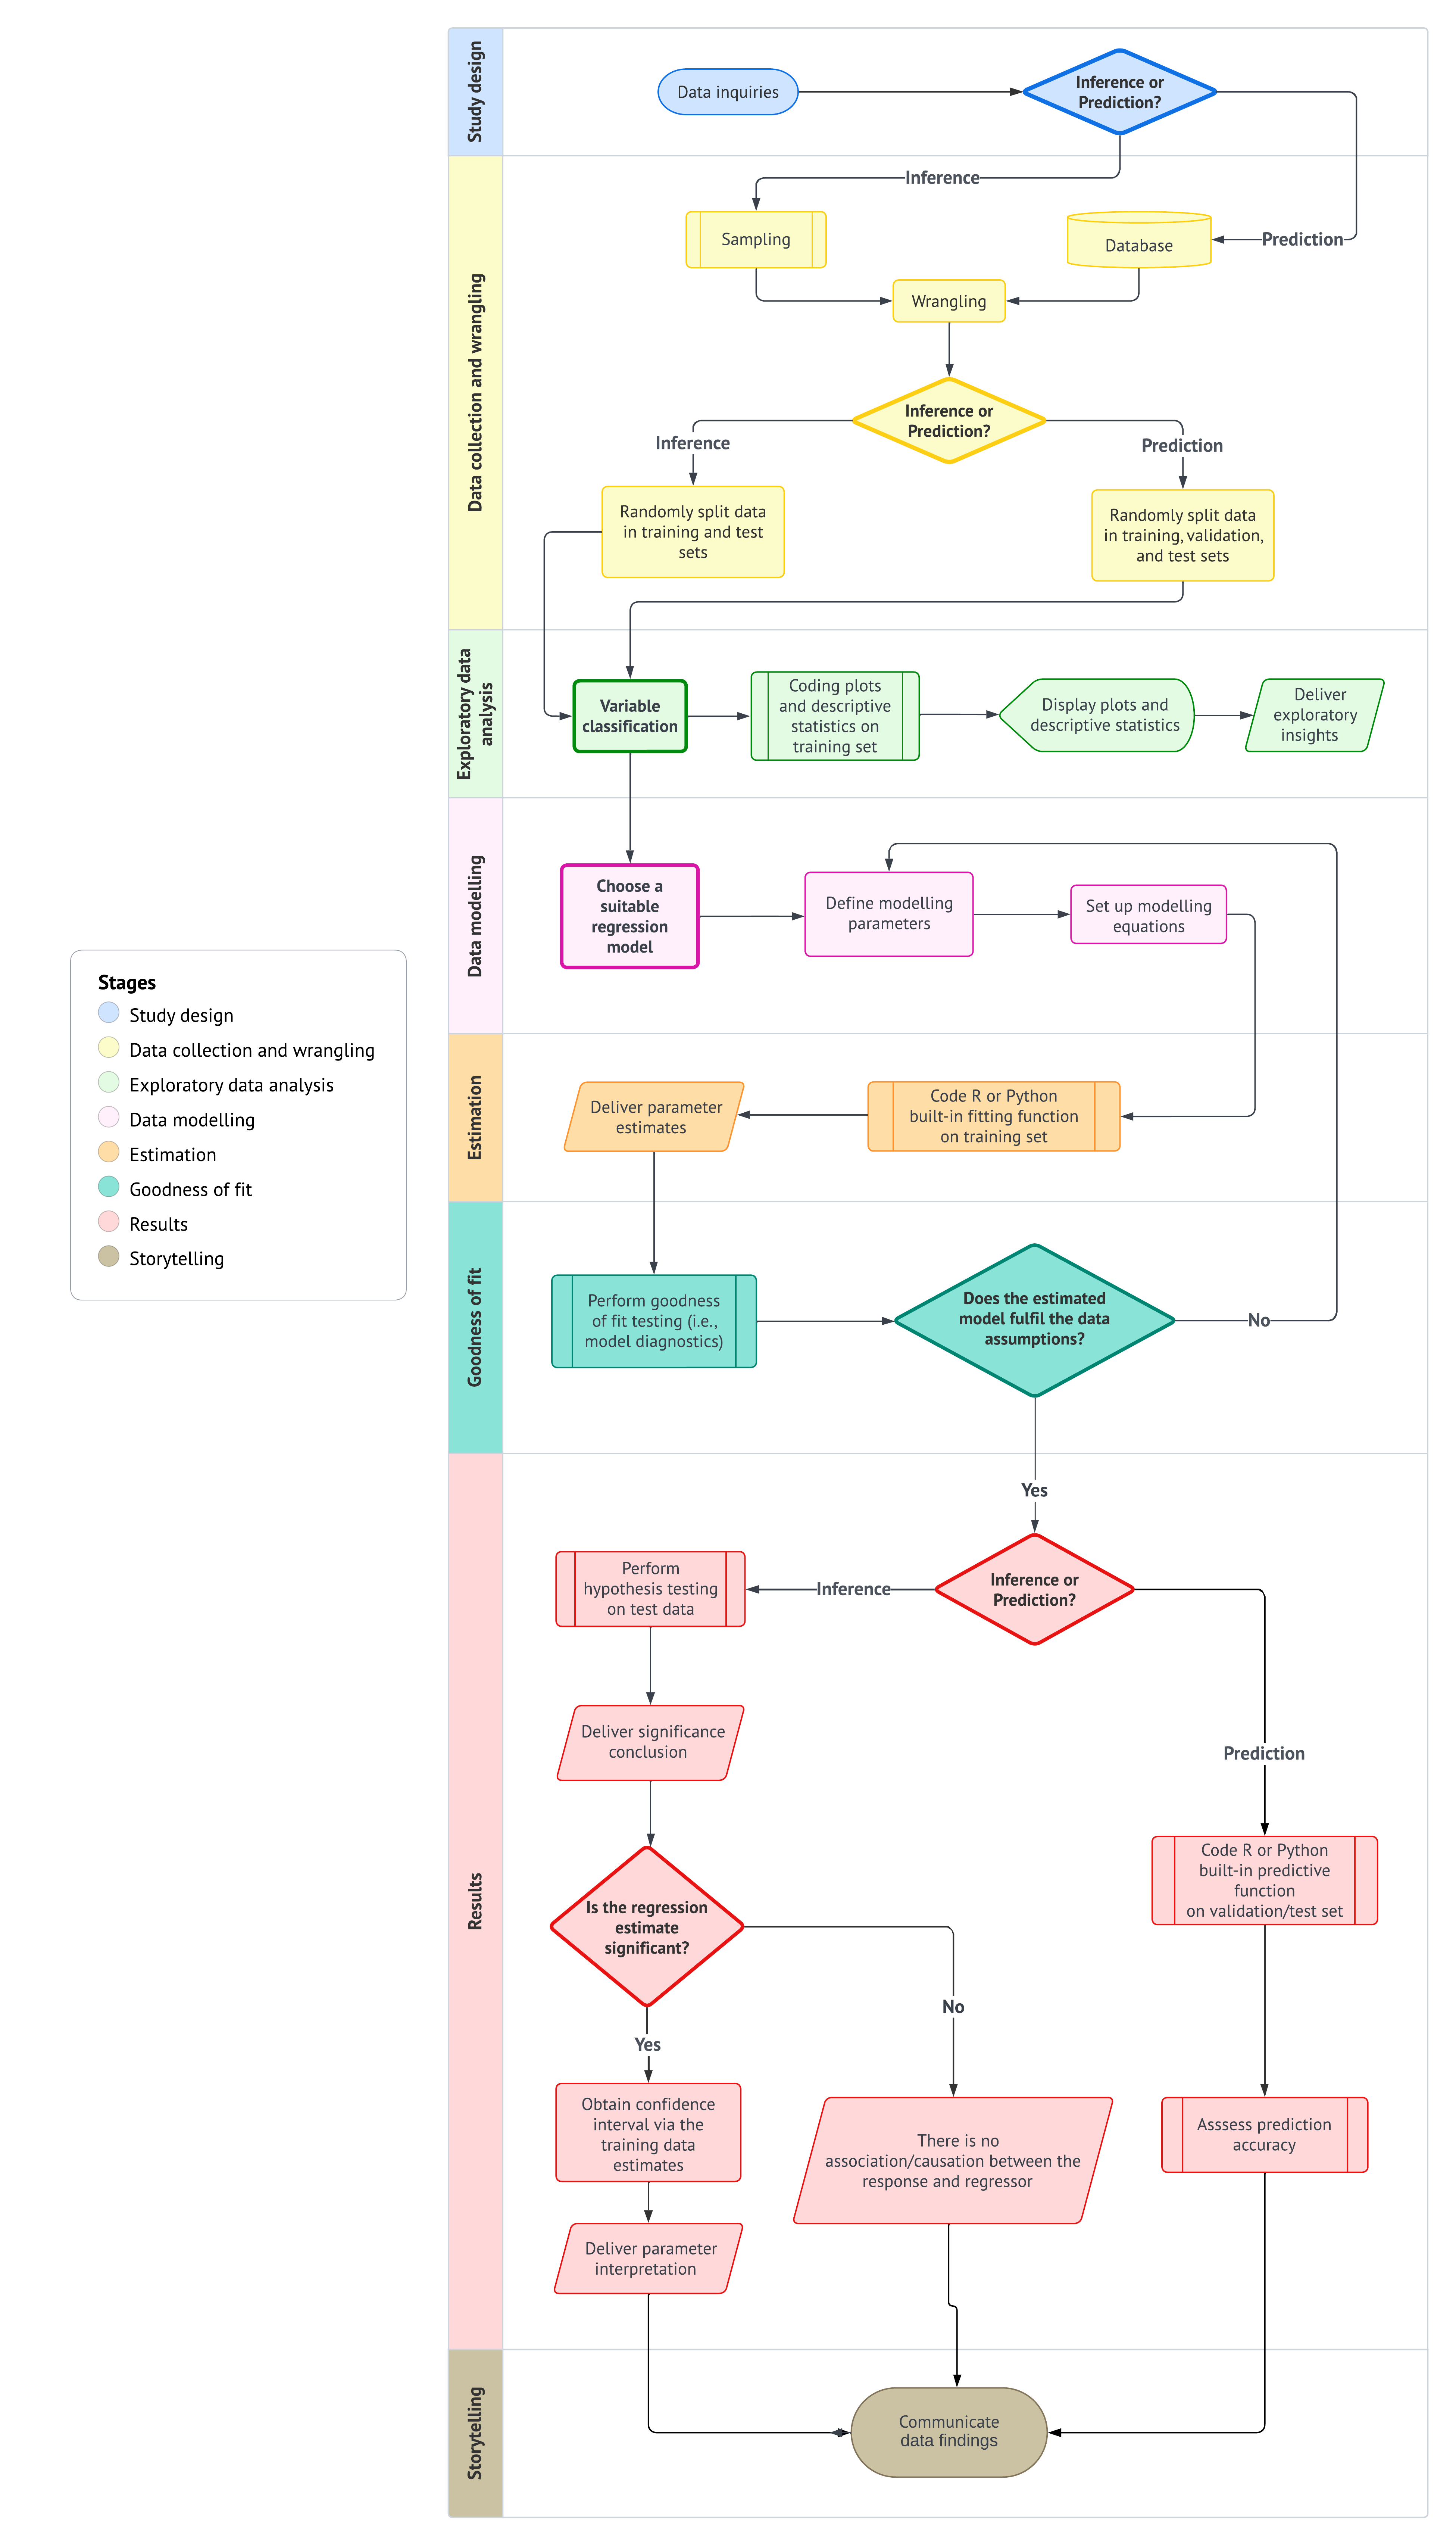 Study design
Data inquiries
Inference or
Prediction?
Data collection and wrangling
Inference
Sampling
Database
Prediction
Wrangling
Inference or
Prediction?
Inference
Prediction
Randomly split data
in training and test
sets
Randomly split data
in training, validation,
and test sets
Exploratory data
analysis
Variable
classification
Coding plots
and descriptive
statistics on
training set
Display plots and
descriptive statistics
Deliver
exploratory
insights
Data modelling
Choose a
suitable
regression
model
Define modelling
parameters
Set up modelling
equations
Stages
Study design
Data collection and wrangling
Exploratory data analysis
Data modelling
Estimation
Goodness of fit
Results
Storytelling
Estimation
Deliver parameter
estimates
Code R or Python
built-in fitting function
on training set
Goodness of fit
Perform goodness
of fit testing (i.e.,
model diagnostics)
Does the estimated
model fulfil the data
assumptions?
No
Yes
Results
Perform
hypothesis testing
on test data
Inference
Inference or
Prediction?
Deliver significance
conclusion
Prediction
Code R or Python
built-in predictive
function
on validation/test set
Is the regression
estimate
significant?
No
Yes
Obtain confidence
interval via the
training data
estimates
There is no
association/causation between the
response and regressor
Asssess prediction
accuracy
Deliver parameter
interpretation
Storytelling
Communicate
data findings